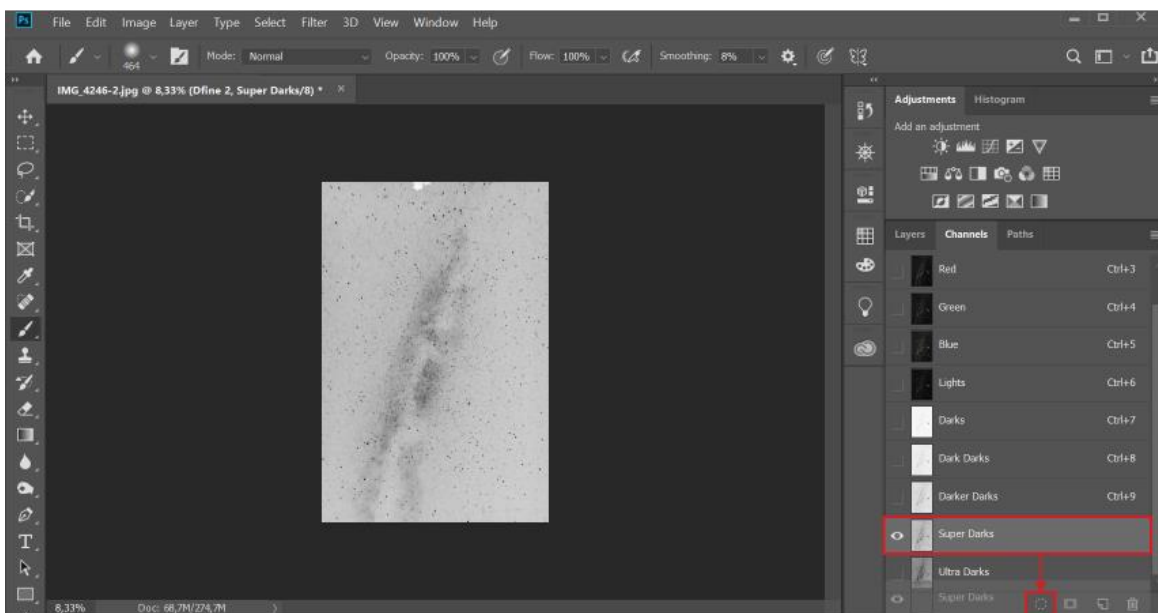 Ps File Edit Image Layer Type Select Filter 3D View Window Help
464 Mode: Normal Opacity: 100% Flow: 100% Smoothing: 8%
IMG_4246-2.jpg @ 8,33% (Dfine 2, Super Darks/8) * ×
Adjustments Histogram
Add an adjustment
Layers Channels Paths
Red Ctrl+3
Green Ctrl+4
Blue Ctrl+5
Lights Ctrl+6
Darks Ctrl+7
Dark Darks Ctrl+8
Darker Darks Ctrl+9
Super Darks
Ultra Darks
Super Darks
8,33% Doc: 68,7M/274,7M